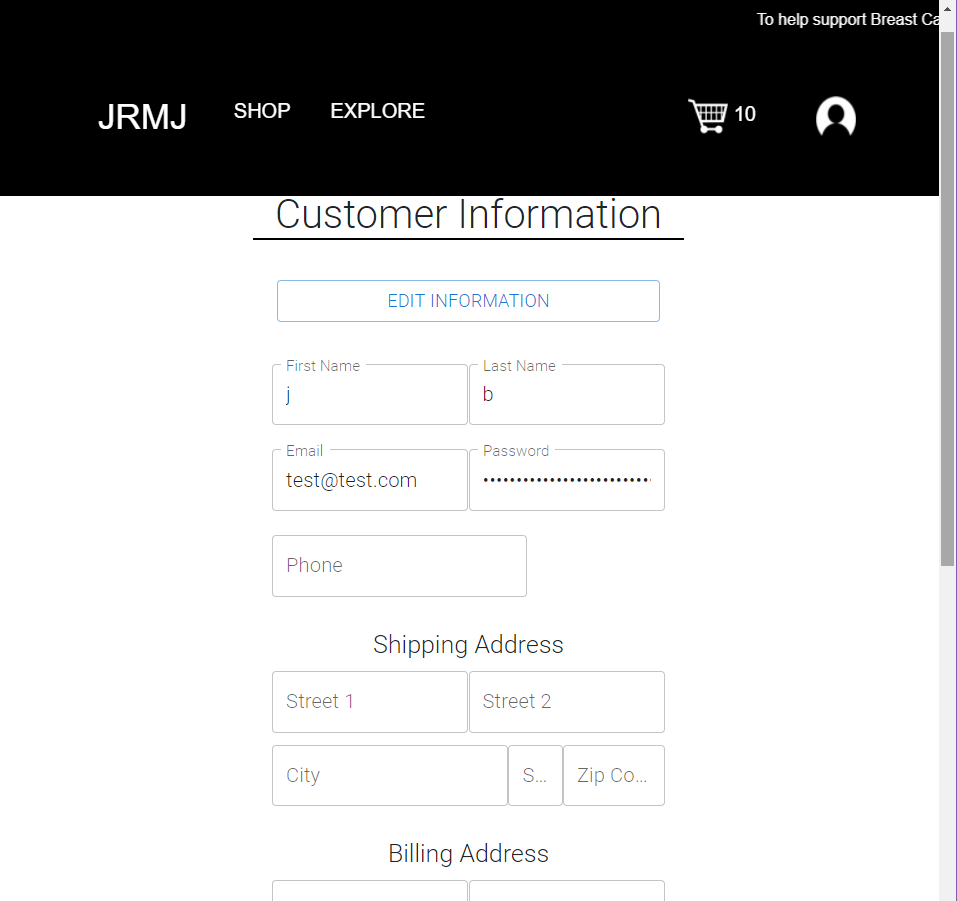 To help support Breast Ca
JRMJ SHOP EXPLORE 10
Customer Information
EDIT INFORMATION
First Name Last Name
j b
Email Password
test@test.com ••••••••••••••••••••••••••
Phone
Shipping Address
Street 1 Street 2
City S... Zip Co...
Billing Address